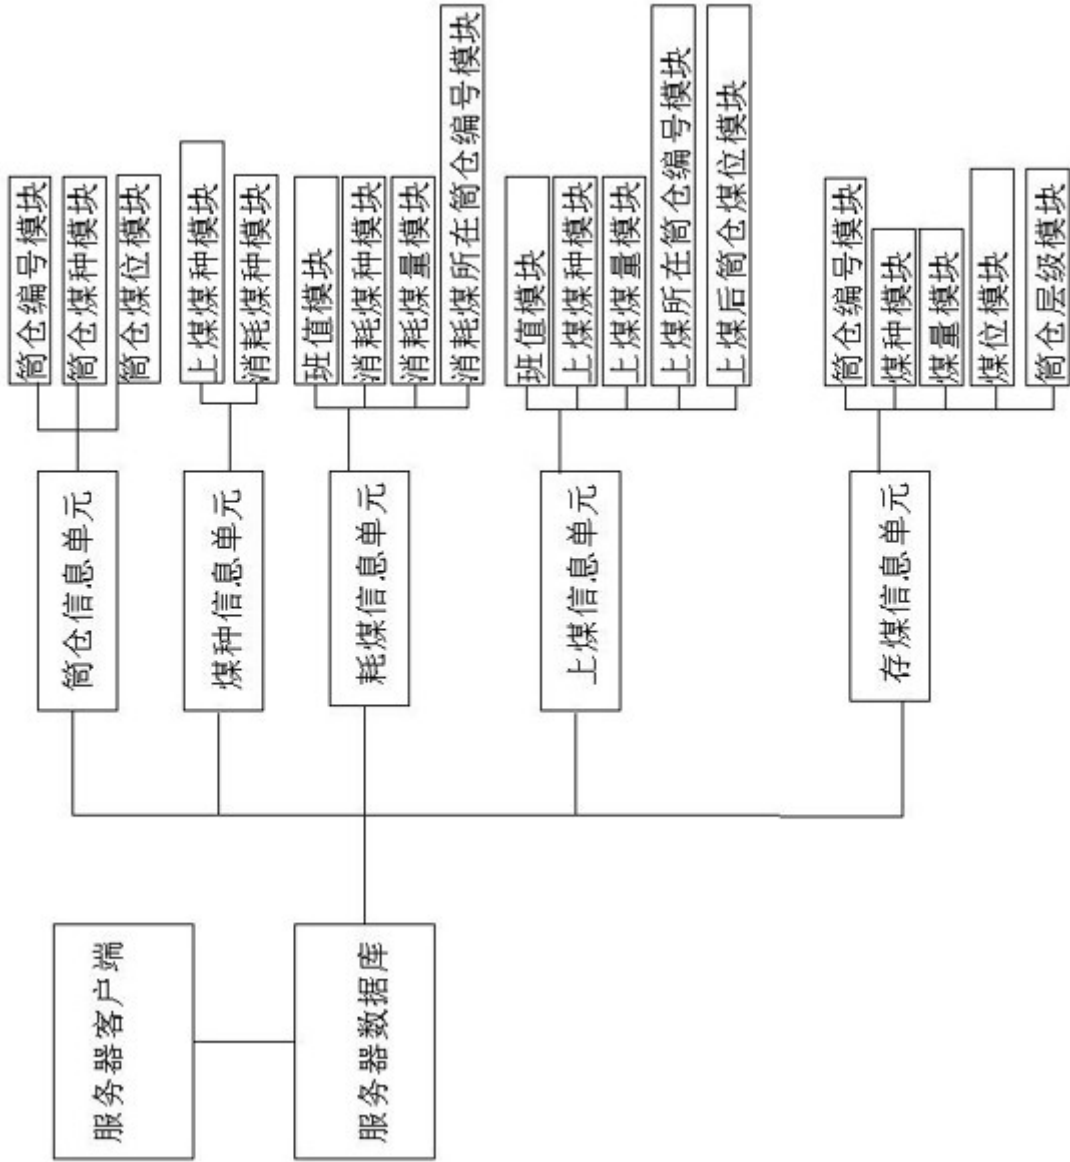 服务器客户端
服务器数据库
筒仓信息单元
煤种信息单元
耗煤信息单元
上煤信息单元
存煤信息单元
筒仓编号模块
筒仓煤种模块
筒仓煤位模块
上煤煤种模块
消耗煤种模块
班值模块
消耗煤种模块
消耗煤量模块
消耗煤所在筒仓编号模块
班值模块
上煤煤种模块
上煤煤量模块
上煤所在筒仓编号模块
上煤后筒仓煤位模块
筒仓编号模块
煤种模块
煤量模块
煤位模块
筒仓层级模块